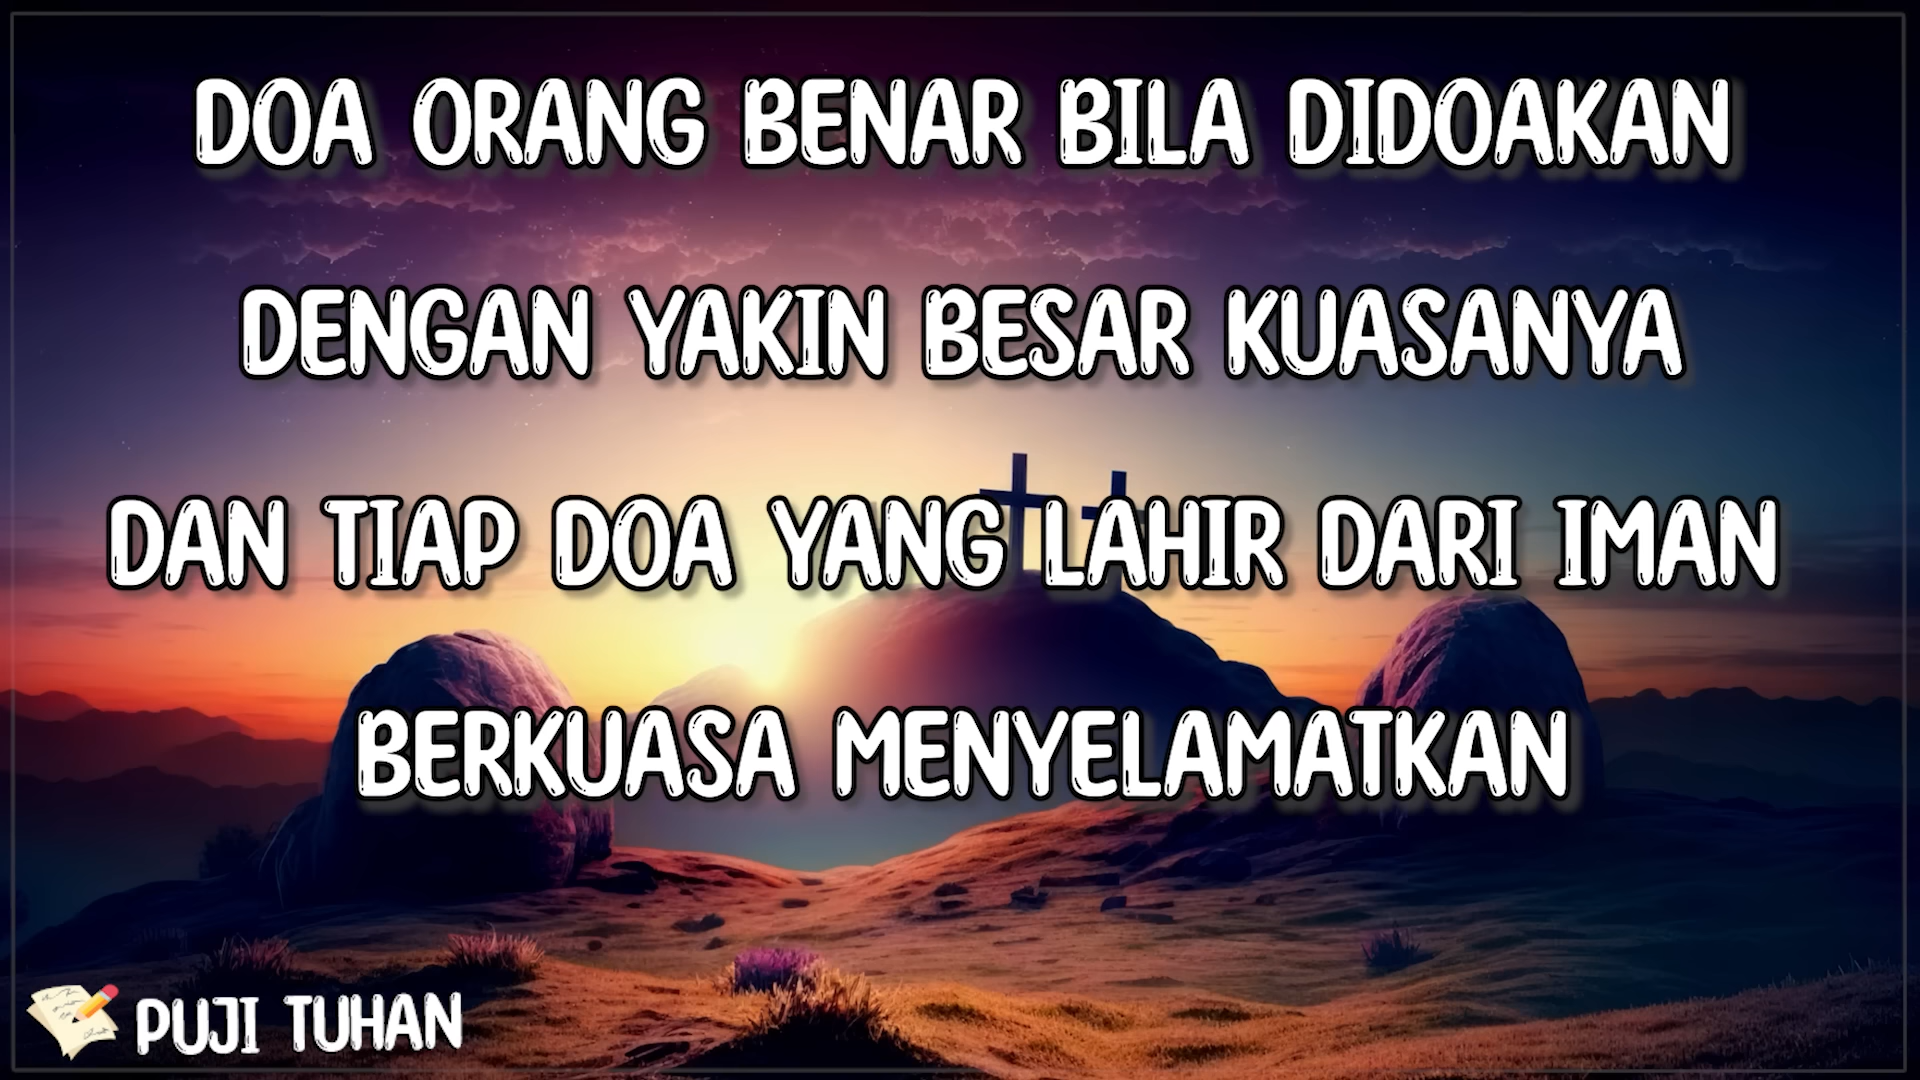 DOA ORANG BENAR BILA DIDOAKAN
DENGAN YAKIN BESAR KUASANYA
DAN TIAP DOA YANG LAHIR DARI IMAN
BERKUASA MENYELAMATKAN
PUJI TUHAN